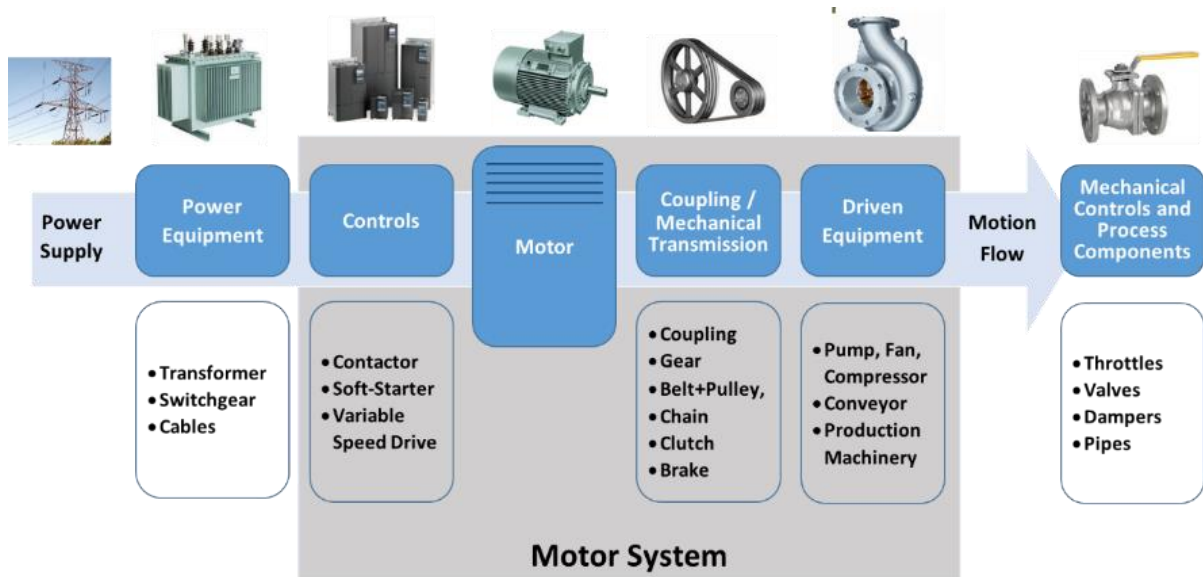 Power
Supply
Power
Equipment
Controls
Motor
Coupling /
Mechanical
Transmission
Driven
Equipment
Motion
Flow
Mechanical
Controls and
Process
Components
• Transformer
• Switchgear
• Cables
• Contactor
• Soft-Starter
• Variable
Speed Drive
• Coupling
• Gear
• Belt+Pulley,
• Chain
• Clutch
• Brake
• Pump, Fan,
Compressor
• Conveyor
• Production
Machinery
• Throttles
• Valves
• Dampers
• Pipes
Motor System